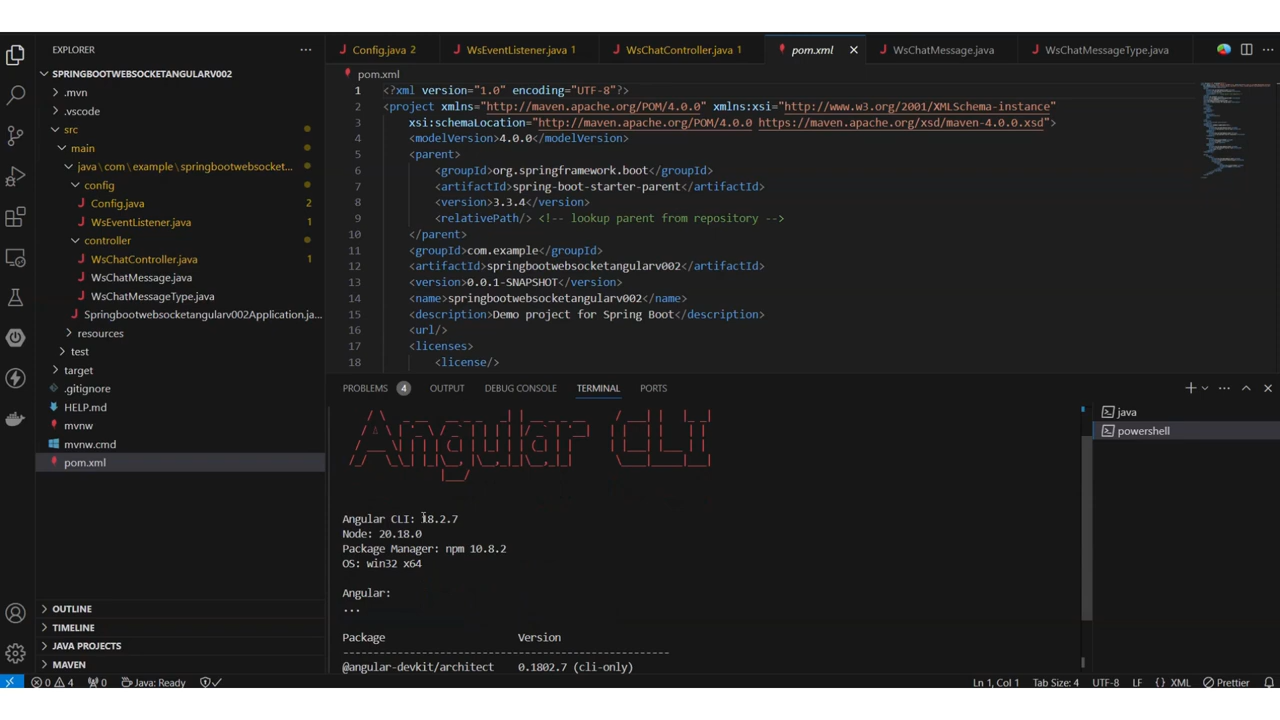 EXPLORER
Config.java 2
WsEventListener.java 1
WsChatController.java 1
pom.xml
WsChatMessage.java
WsChatMessageType.java
SPRINGBOOTWEBSOCKETANGULARV002
.mvn
.vscode
src
main
java\com\example\springbootwebsocket...
config
Config.java 2
WsEventListener.java 1
controller
WsChatController.java 1
WsChatMessage.java
WsChatMessageType.java
Springbootwebsocketangularv002Application.ja...
resources
test
target
.gitignore
HELP.md
mvnw
mvnw.cmd
pom.xml
OUTLINE
TIMELINE
JAVA PROJECTS
MAVEN
pom.xml
1 <?xml version="1.0" encoding="UTF-8"?>
2 <project xmlns="http://maven.apache.org/POM/4.0.0" xmlns:xsi="http://www.w3.org/2001/XMLSchema-instance"
3 xsi:schemaLocation="http://maven.apache.org/POM/4.0.0 https://maven.apache.org/xsd/maven-4.0.0.xsd">
4 <modelVersion>4.0.0</modelVersion>
5 <parent>
6 <groupId>org.springframework.boot</groupId>
7 <artifactId>spring-boot-starter-parent</artifactId>
8 <version>3.3.4</version>
9 <relativePath/> <!-- lookup parent from repository -->
10 </parent>
11 <groupId>com.example</groupId>
12 <artifactId>springbootwebsocketangularv002</artifactId>
13 <version>0.0.1-SNAPSHOT</version>
14 <name>springbootwebsocketangularv002</name>
15 <description>Demo project for Spring Boot</description>
16 <url/>
17 <licenses>
18 <license/>
PROBLEMS 4 OUTPUT DEBUG CONSOLE TERMINAL PORTS
java
powershell
Angular CLI
Angular CLI: 18.2.7
Node: 20.18.0
Package Manager: npm 10.8.2
OS: win32 x64
Angular:
...
Package Version
------------------------------------------------------
@angular-devkit/architect 0.1802.7 (cli-only)
0 4 0 Java: Ready Ln 1, Col 1 Tab Size: 4 UTF-8 LF {} XML Prettier